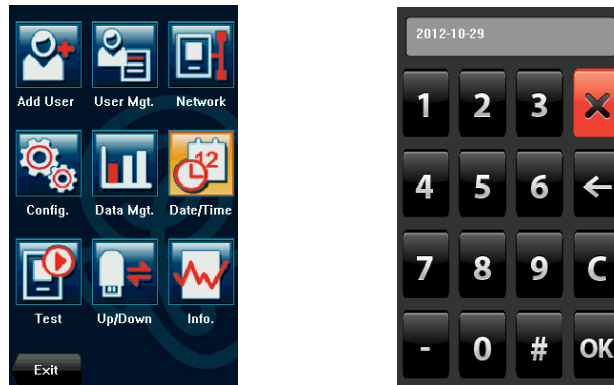 Add User User Mgt. Network
12
Config. Data Mgt. Date/Time
Test Up/Down Info.
Exit
2012-10-29
1 2 3
4 5 6 ←
7 8 9 C
- 0 # OK